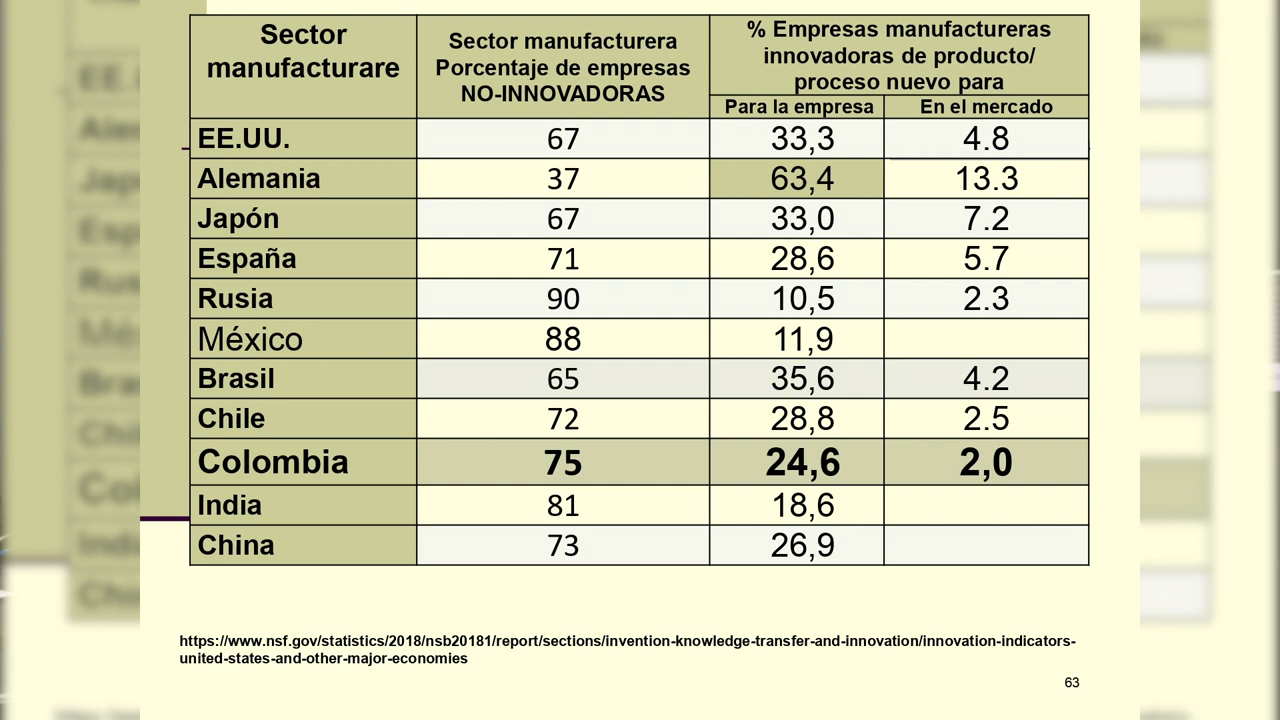 Sector
manufacturare
Sector manufacturera
Porcentaje de empresas
NO-INNOVADORAS
% Empresas manufactureras
innovadoras de producto/
proceso nuevo para
Para la empresa En el mercado
EE.UU. 67 33,3 4.8
Alemania 37 63,4 13.3
Japón 67 33,0 7.2
España 71 28,6 5.7
Rusia 90 10,5 2.3
México 88 11,9
Brasil 65 35,6 4.2
Chile 72 28,8 2.5
Colombia 75 24,6 2,0
India 81 18,6
China 73 26,9
https://www.nsf.gov/statistics/2018/nsb20181/report/sections/invention-knowledge-transfer-and-innovation/innovation-indicators-
united-states-and-other-major-economies
63